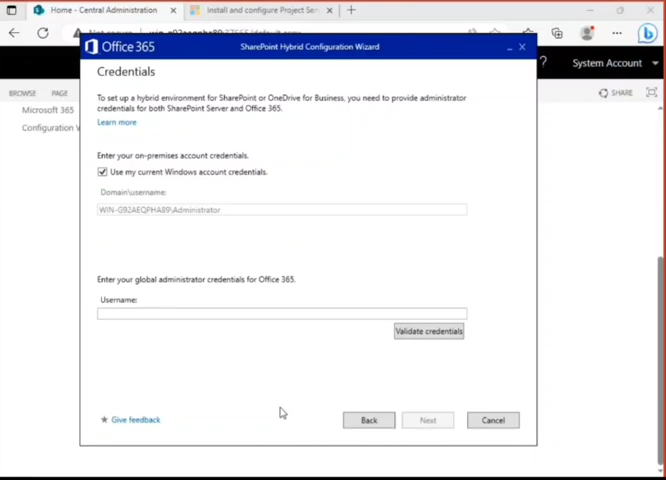 Home - Central Administration
Install and configure Project Ser
Office 365
SharePoint Hybrid Configuration Wizard
System Account
Credentials
BROWSE PAGE
SHARE
To set up a hybrid environment for SharePoint or OneDrive for Business, you need to provide administrator
credentials for both SharePoint Server and Office 365.
Microsoft 365
Learn more
Configuration W
Enter your on-premises account credentials.
Use my current Windows account credentials.
Domain\username:
WIN-G92AEQPHA89\Administrator
Enter your global administrator credentials for Office 365.
Username:
Validate credentials
Give feedback
Back
Next
Cancel